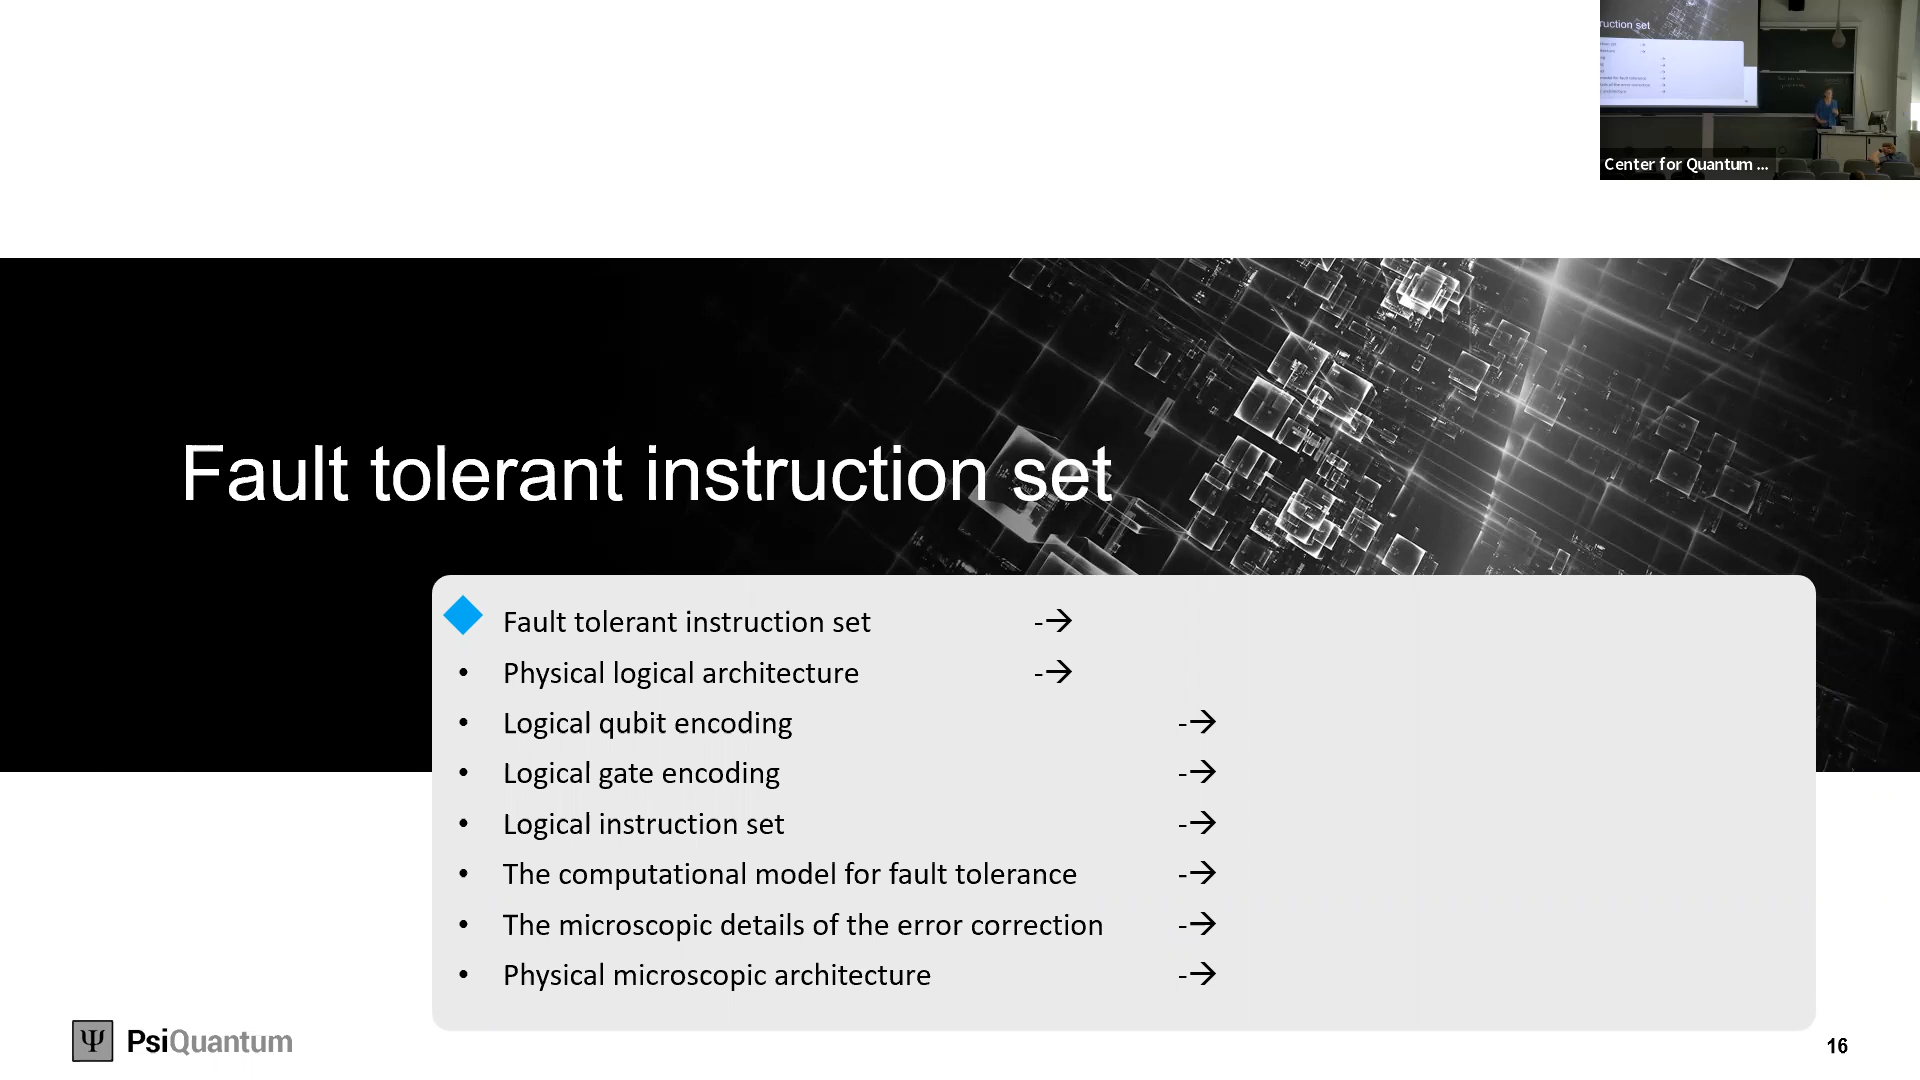 ruction set
Center for Quantum ...
Fault tolerant instruction set
Fault tolerant instruction set -→
• Physical logical architecture -→
• Logical qubit encoding -→
• Logical gate encoding -→
• Logical instruction set -→
• The computational model for fault tolerance -→
• The microscopic details of the error correction -→
• Physical microscopic architecture -→
Ψ PsiQuantum
16